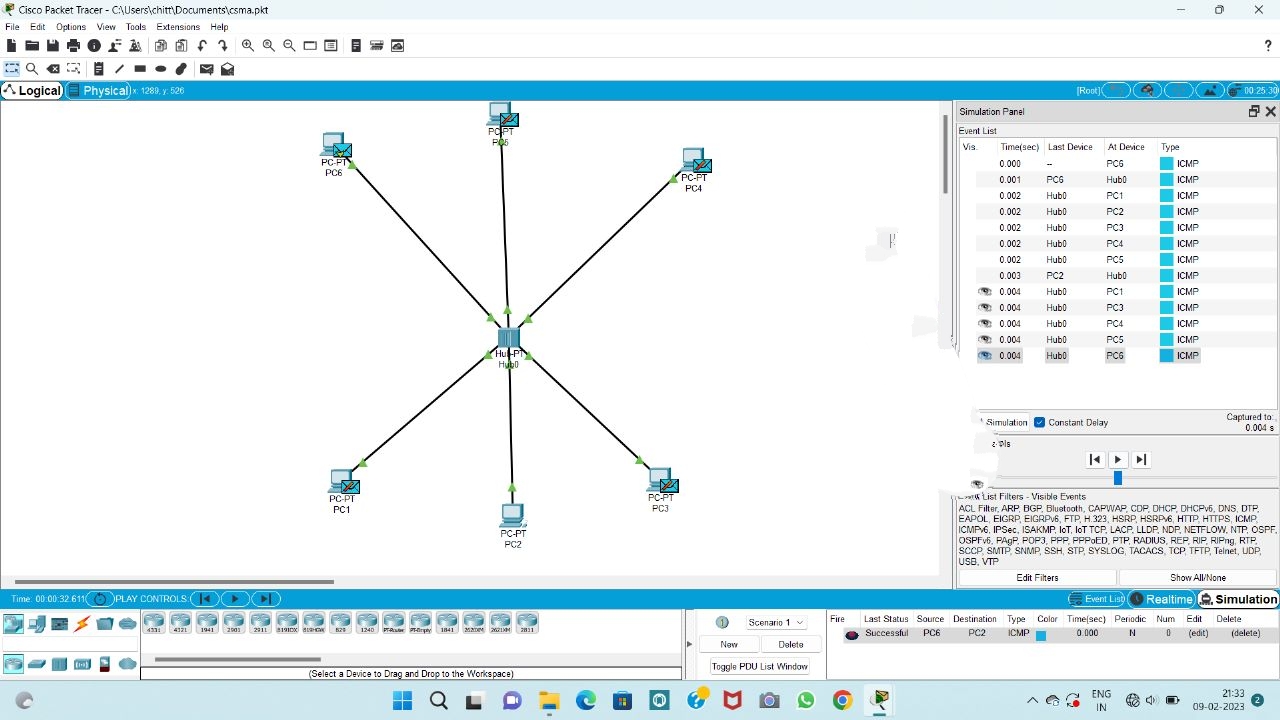 Cisco Packet Tracer - C:\Users\chitt\Documents\csma.pkt
File Edit Options View Tools Extensions Help
?
Logical Physical x: 1289, y: 526 [Root] 00:25:30
PC-PT
PC5
PC-PT
PC6
PC-PT
PC4
Hub-PT
Hub0
PC-PT
PC1
PC-PT
PC2
PC-PT
PC3
Simulation Panel
Event List
Vis. Time(sec) Last Device At Device Type
0.000 -- PC6 ICMP
0.001 PC6 Hub0 ICMP
0.002 Hub0 PC1 ICMP
0.002 Hub0 PC2 ICMP
0.002 Hub0 PC3 ICMP
0.002 Hub0 PC4 ICMP
0.002 Hub0 PC5 ICMP
0.003 PC2 Hub0 ICMP
0.004 Hub0 PC1 ICMP
0.004 Hub0 PC3 ICMP
0.004 Hub0 PC4 ICMP
0.004 Hub0 PC5 ICMP
0.004 Hub0 PC6 ICMP
Simulation Constant Delay Captured to:
0.004 s
List Filters - Visible Events
ACL Filter, ARP, BGP, Bluetooth, CAPWAP, CDP, DHCP, DHCPv6, DNS, DTP,
EAPOL, EIGRP, EIGRPv6, FTP, H.323, HSRP, HSRPv6, HTTP, HTTPS, ICMP,
ICMPv6, IPSec, ISAKMP, IoT, IoT TCP, LACP, LLDP, NDP, NETFLOW, NTP, OSPF,
OSPFv6, PAgP, POP3, PPP, PPPoED, PTP, RADIUS, REP, RIP, RIPng, RTP,
SCCP, SMTP, SNMP, SSH, STP, SYSLOG, TACACS, TCP, TFTP, Telnet, UDP,
USB, VTP
Edit Filters Show All/None
Time: 00:00:32.611 PLAY CONTROLS: Event List Realtime Simulation
4331 4321 1941 2901 2911 819IOX 819HGW 829 1240 PT-Router PT-Empty 1841 2620XM 2621XM 2811
(Select a Device to Drag and Drop to the Workspace)
Scenario 1
New Delete
Toggle PDU List Window
Fire Last Status Source Destination Type Color Time(sec) Periodic Num Edit Delete
Successful PC6 PC2 ICMP 0.000 N 0 (edit) (delete)
ENG
IN
21:33
09-02-2023
2